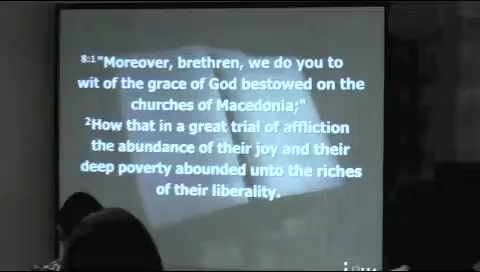 8:1"Moreover, brethren, we do you to
wit of the grace of God bestowed on the
churches of Macedonia;"
2How that in a great trial of affliction
the abundance of their joy and their
deep poverty abounded unto the riches
of their liberality.